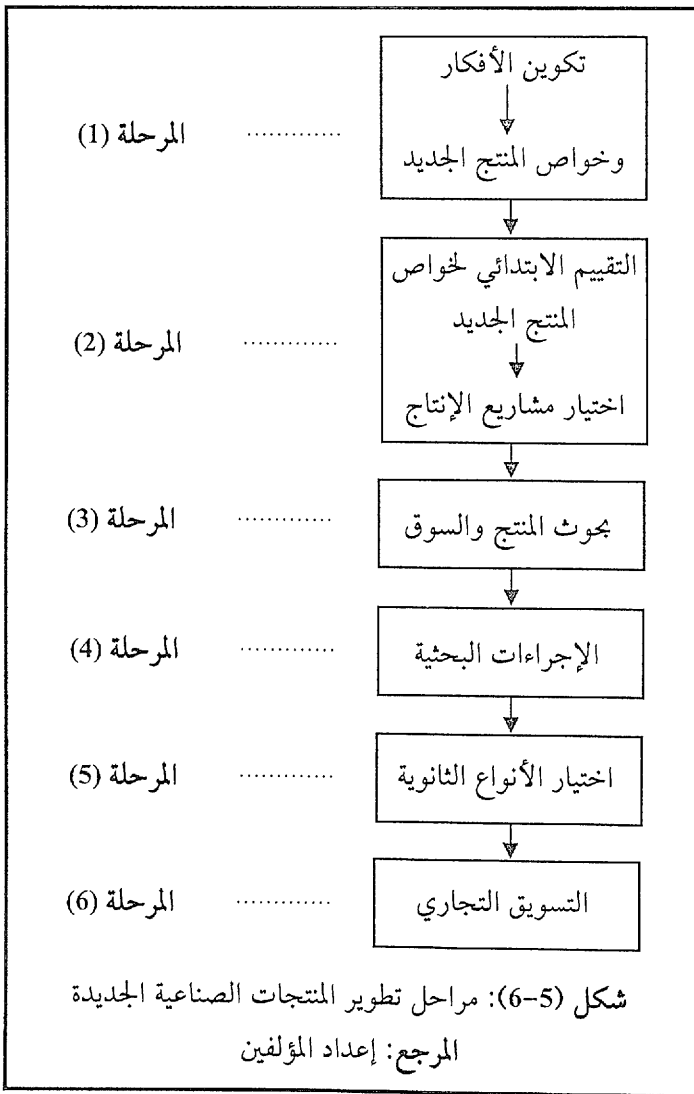 تكوين الأفكار
المرحلة (1) .............
وخواص المنتج الجديد
التقييم الابتدائي لخواص
المنتج الجديد
المرحلة (2) .............
اختيار مشاريع الإنتاج
بحوث المنتج والسوق ............. المرحلة (3)
الإجراءات البحثية ............. المرحلة (4)
اختيار الأنواع الثانوية ............. المرحلة (5)
التسويق التجاري ............. المرحلة (6)
شكل (5-6): مراحل تطوير المنتجات الصناعية الجديدة
المرجع: إعداد المؤلفين